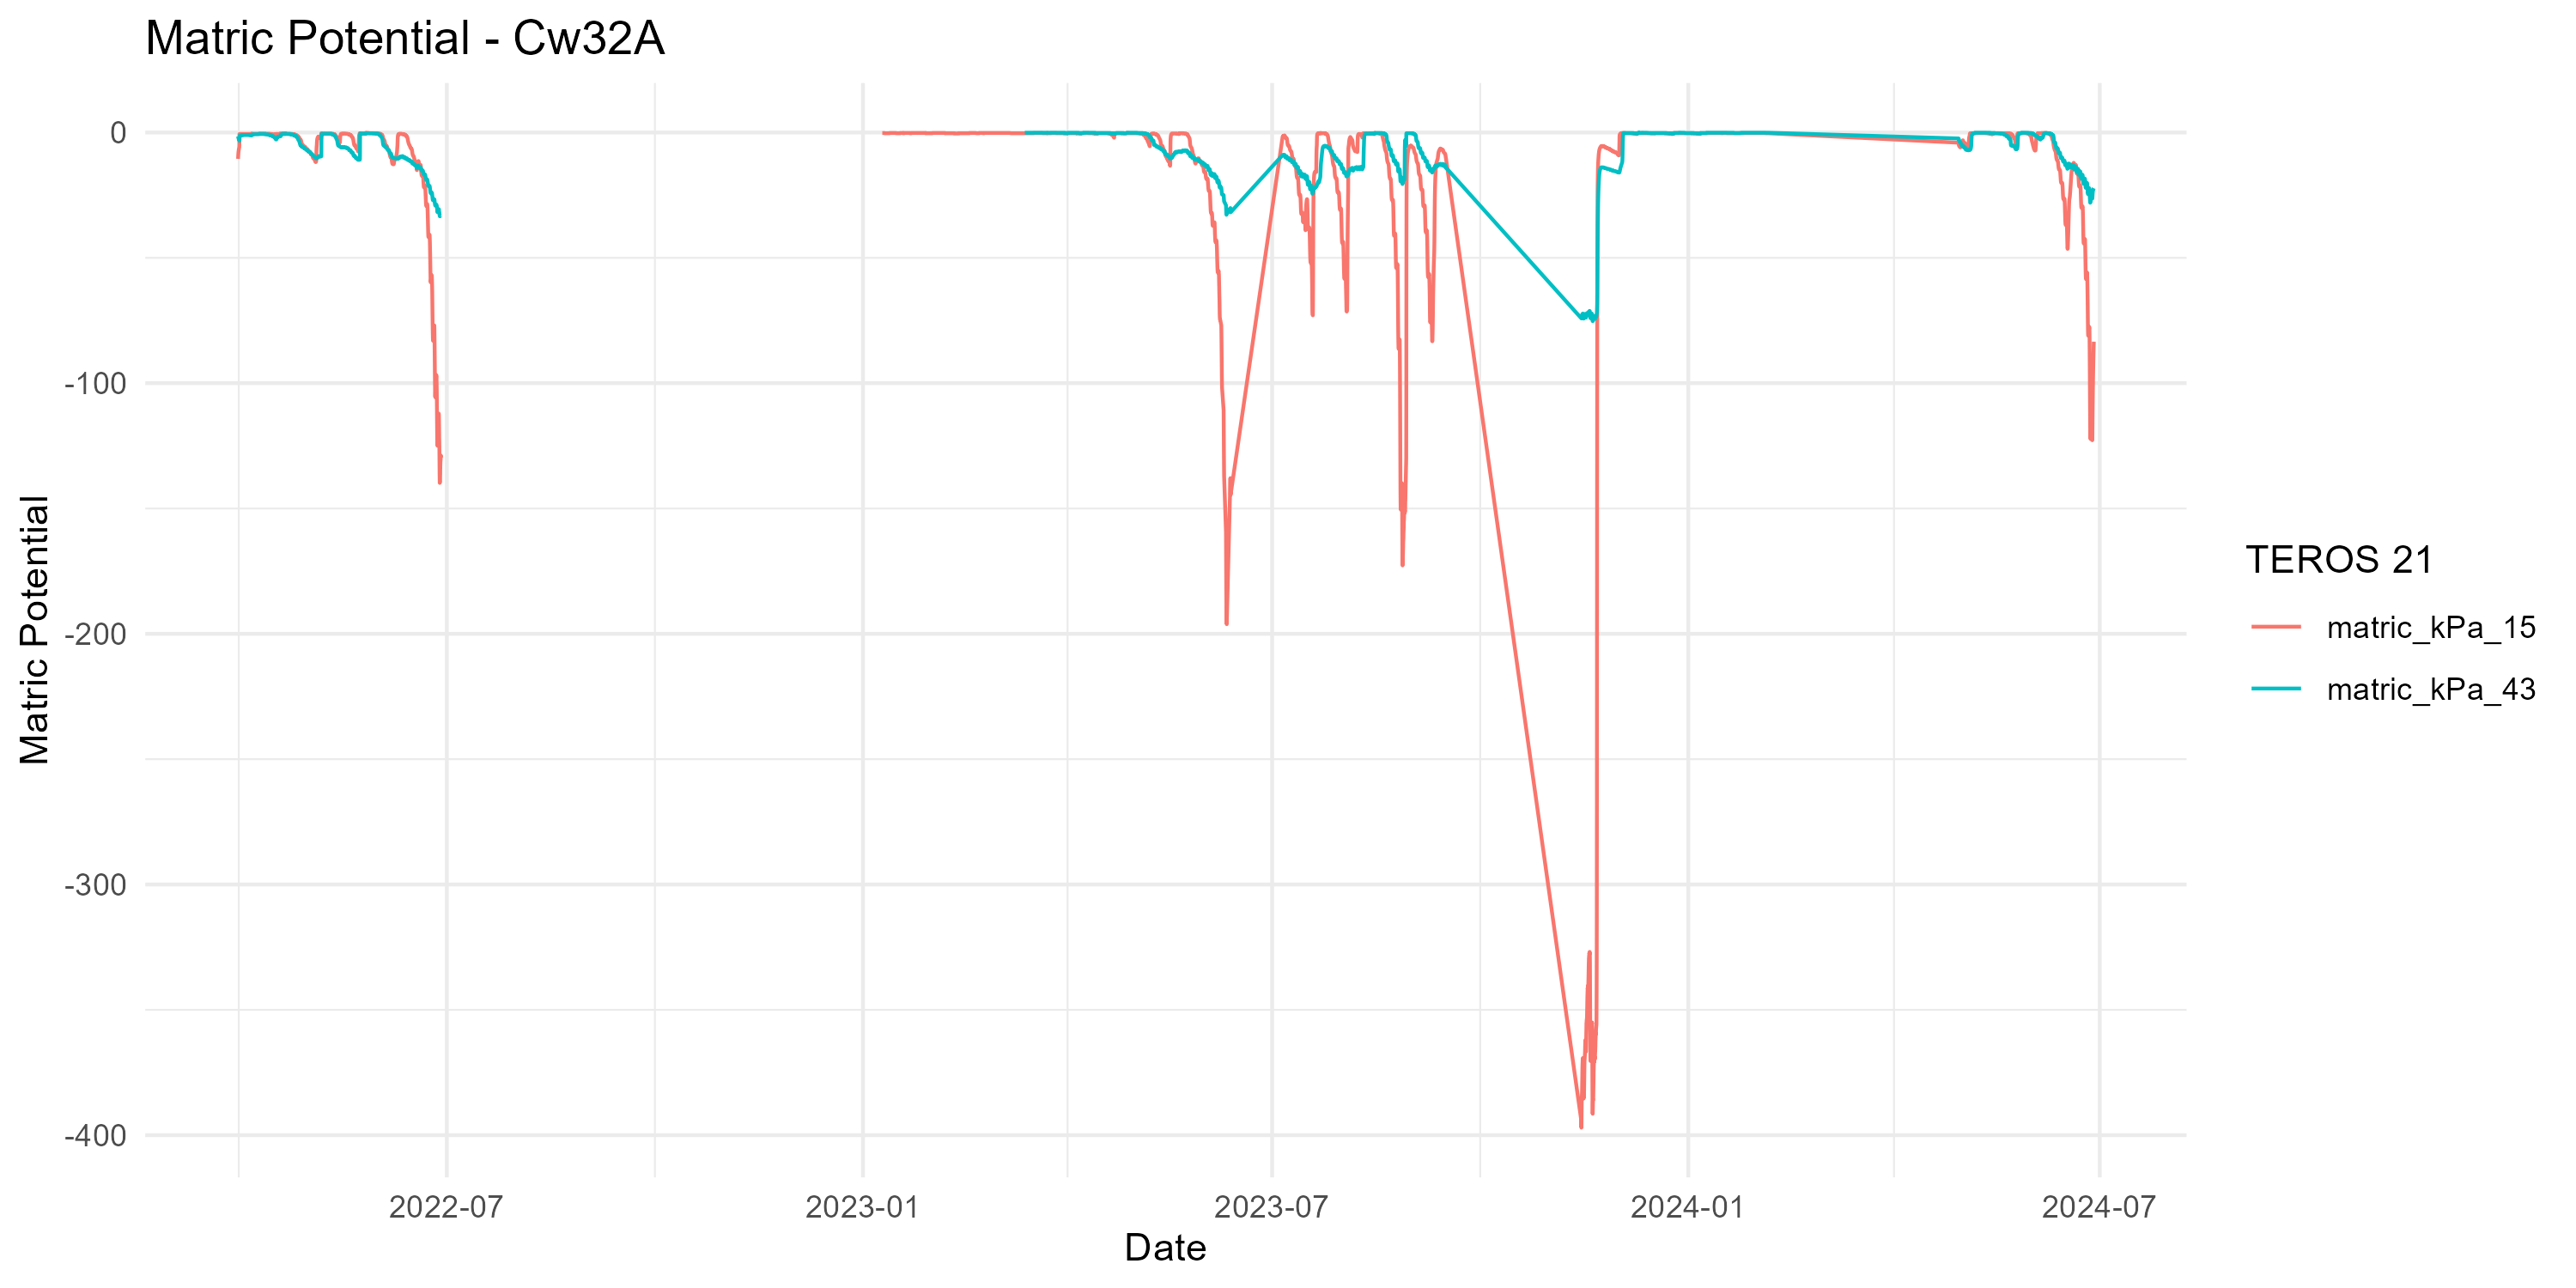 Matric Potential - Cw32A
0
-100
-200
-300
-400
Matric Potential
2022-07
2023-01
2023-07
2024-01
2024-07
Date
TEROS 21
matric_kPa_15
matric_kPa_43